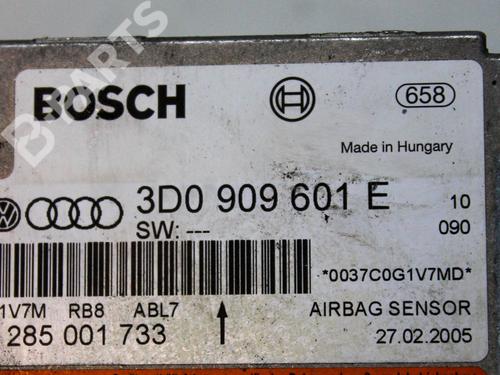 BOSCH
658
Made in Hungary
3D0 909 601 E
10
SW: ---
090
*0037C0G1V7MD*
1V7M RB8 ABL7
AIRBAG SENSOR
285 001 733
27.02.2005
B-PARTS